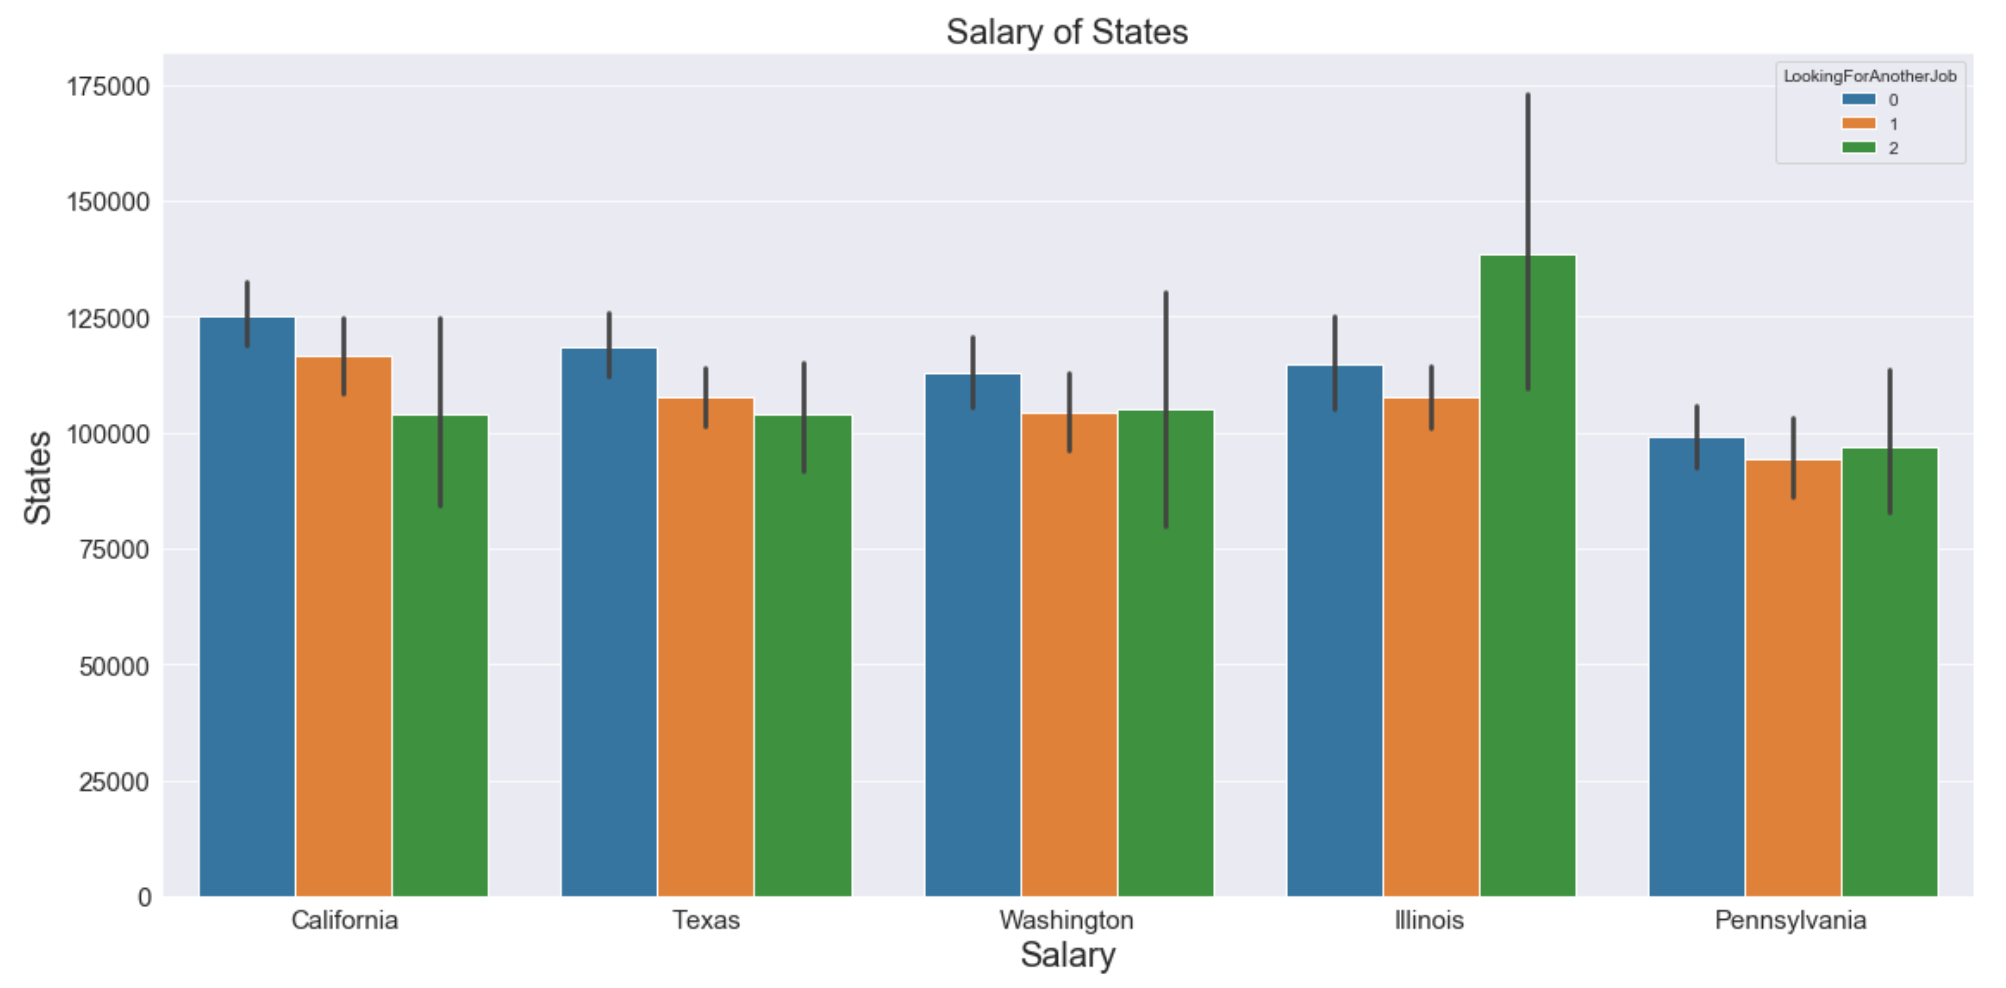 Salary of States
175000
150000
125000
100000
75000
50000
25000
0
States
LookingForAnotherJob
0
1
2
California Texas Washington Illinois Pennsylvania
Salary